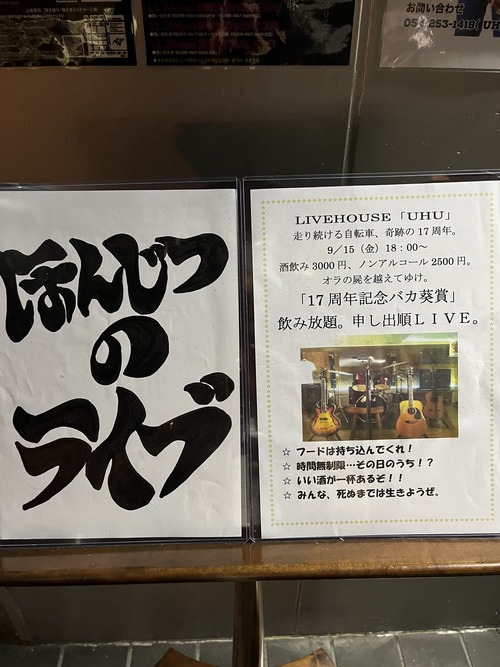 お問い合わせ
054-253-1418(UH
ほんじつ
の
ライブ
LIVEHOUSE「UHU」
走り続ける自転車、奇跡の17周年。
9／15（金）18：00～
酒飲み3000円、ノンアルコール2500円。
オラの屍を越えてゆけ。
「17周年記念バカ葵賞」
飲み放題。申し出順ＬＩＶＥ。
☆ フードは持ち込んでくれ！
☆ 時間無制限…その日のうち！？
☆ いい酒が一杯あるぞ！！
☆ みんな、死ぬまでは生きようぜ。